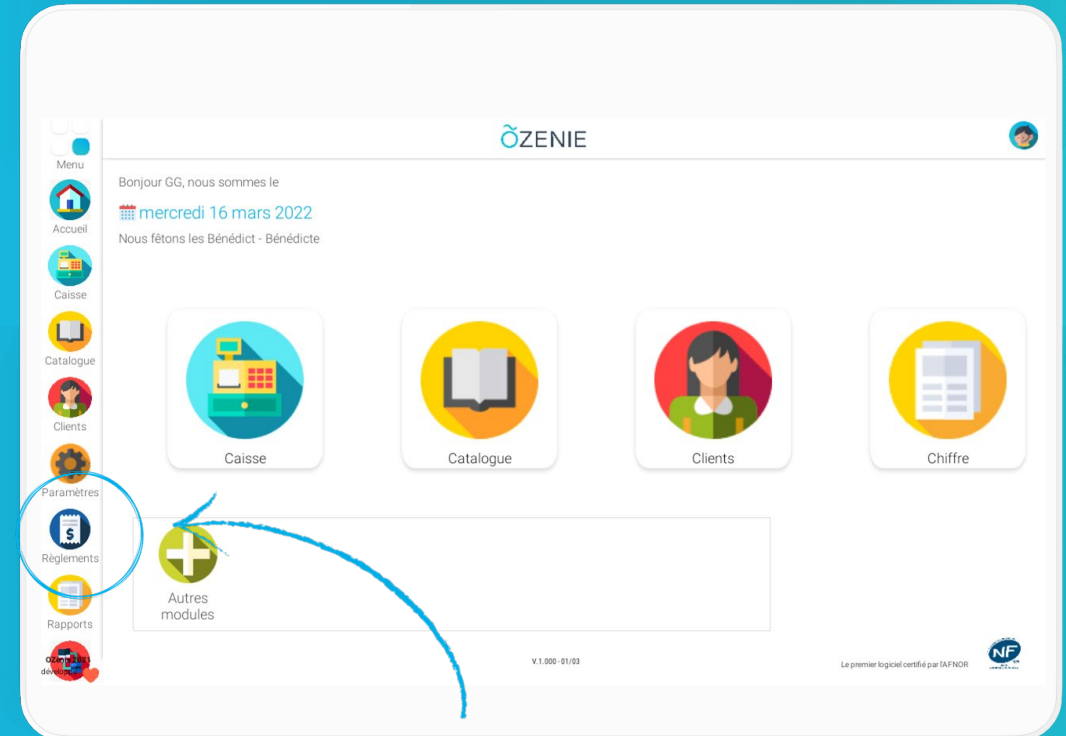 ÕZENIE
Menu
Accueil
Caisse
Catalogue
Clients
Paramètres
Règlements
Rapports
OZenie 2021
Bonjour GG, nous sommes le
mercredi 16 mars 2022
Nous fêtons les Bénédict - Bénédicte
Caisse
Catalogue
Clients
Chiffre
Autres
modules
V.1.000 - 01/03
Le premier logiciel certifié par l'AFNOR
NF